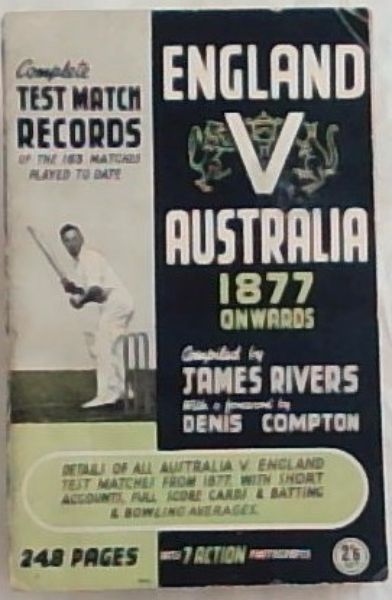 Complete
TEST MATCH
RECORDS
OF THE MATCHES
PLAYED TO DATE
ENGLAND
V
AUSTRALIA
1877
ONWARDS
Compiled by
JAMES RIVERS
With a foreword by
DENIS COMPTON
DETAILS OF ALL AUSTRALIA V. ENGLAND
TEST MATCHES FROM 1877. WITH SHORT
ACCOUNTS, FULL SCORE CARDS & BATTING
& BOWLING AVERAGES.
248 PAGES
WITH 7 ACTION PHOTOGRAPHS
2/6